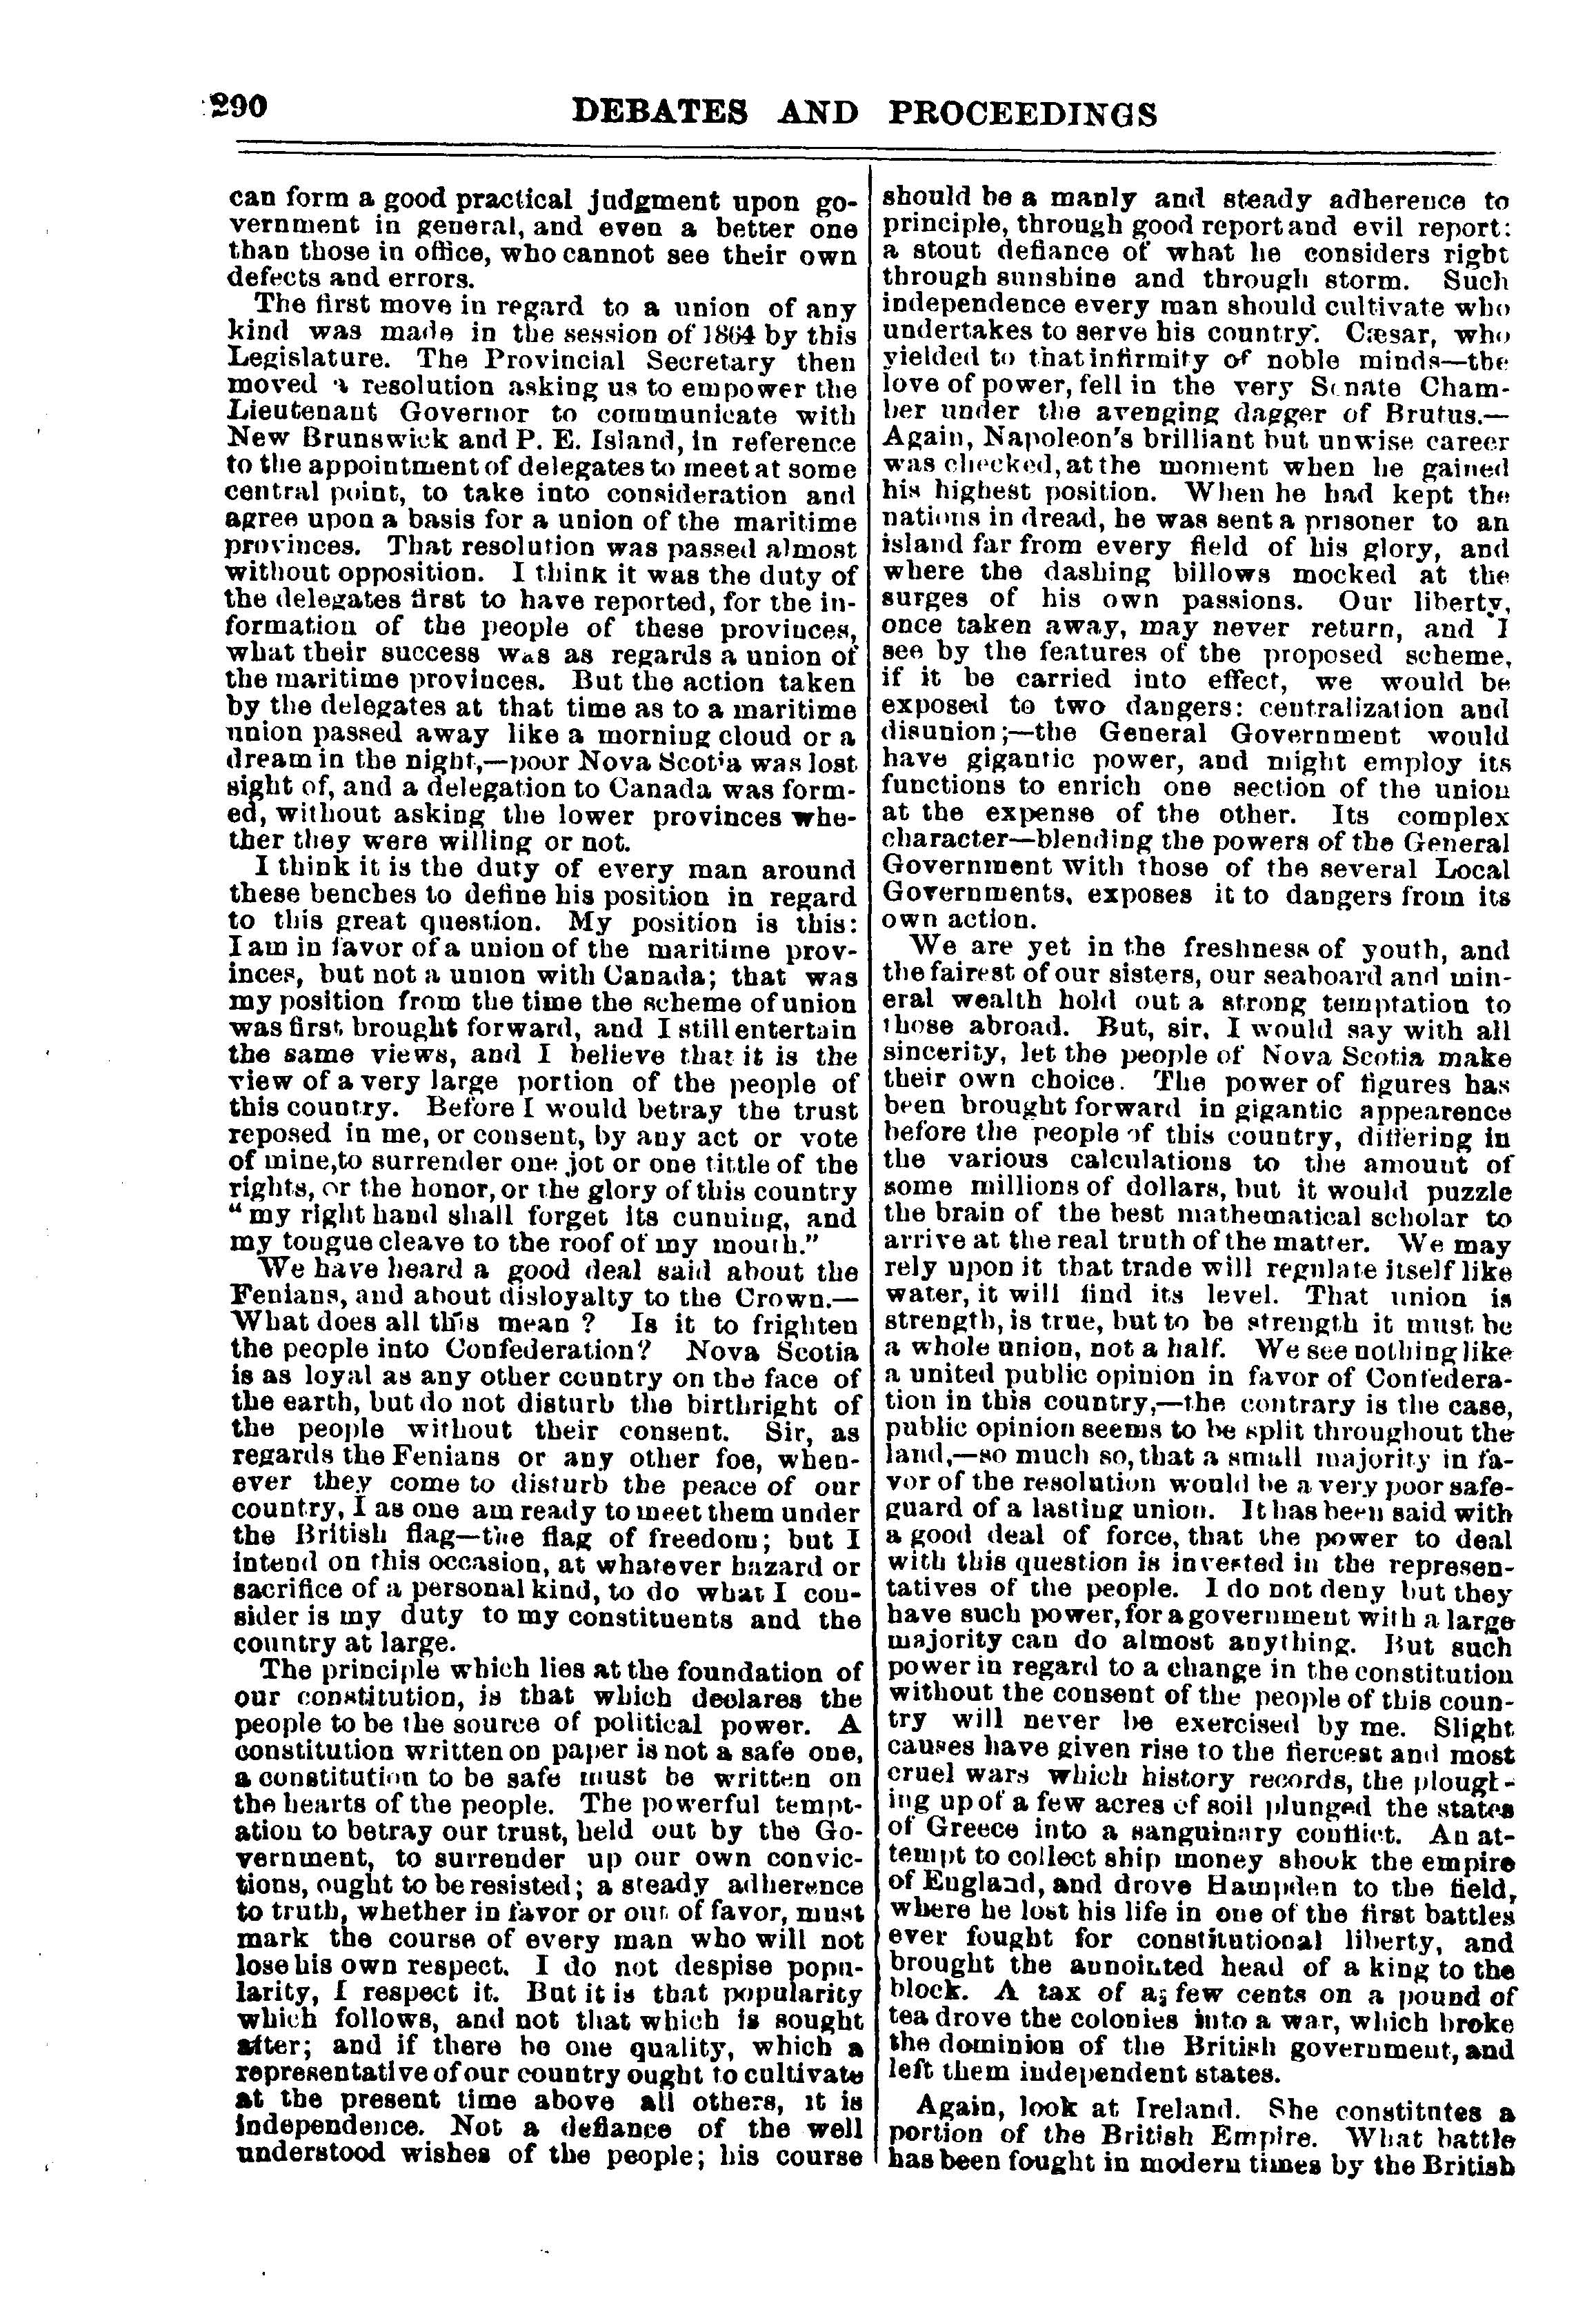 290 DEBATES AND PROCEEDINGS
can form a good practical judgment upon go-
vernment in general, and even a better one
than those in office, who cannot see their own
defects and errors.
The first move in regard to a union of any
kind was made in the session of 1864 by this
Legislature. The Provincial Secretary then
moved a resolution asking us to empower the
Lieutenant Governor to communicate with
New Brunswick and P. E. Island, in reference
to the appointment of delegates to meet at some
central point, to take into consideration and
agree upon a basis for a union of the maritime
provinces. That resolution was passed almost
without opposition. I think it was the duty of
the delegates first to have reported, for the in-
formation of the people of these provinces,
what their success was as regards a union of
the maritime provinces. But the action taken
by the delegates at that time as to a maritime
union passed away like a morning cloud or a
dream in the night,—poor Nova Scotia was lost
sight of, and a delegation to Canada was form-
ed, without asking the lower provinces whe-
ther they were willing or not.
I think it is the duty of every man around
these benches to define his position in regard
to this great question. My position is this:
I am in favor of a union of the maritime prov-
inces, but not a union with Canada; that was
my position from the time the scheme of union
was first brought forward, and I still entertain
the same views, and I believe that it is the
view of a very large portion of the people of
this country. Before I would betray the trust
reposed in me, or consent, by any act or vote
of mine, to surrender one jot or one tittle of the
rights, or the honor, or the glory of this country
"my right hand shall forget its cunning, and
my tongue cleave to the roof of my mouth."
We have heard a good deal said about the
Fenians, and about disloyalty to the Crown.—
What does all this mean? Is it to frighten
the people into Confederation? Nova Scotia
is as loyal as any other country on the face of
the earth, but do not disturb the birthright of
the people without their consent. Sir, as
regards the Fenians or any other foe, when-
ever they come to disturb the peace of our
country, I as one am ready to meet them under
the British flag—the flag of freedom; but I
intend on this occasion, at whatever hazard or
sacrifice of a personal kind, to do what I con-
sider is my duty to my constituents and the
country at large.
The principle which lies at the foundation of
our constitution, is that which declares the
people to be the source of political power. A
constitution written on paper is not a safe one,
a constitution to be safe must be written on
the hearts of the people. The powerful tempt-
ation to betray our trust, held out by the Go-
vernment, to surrender up our own convic-
tions, ought to be resisted; a steady adherence
to truth, whether in favor or out of favor, must
mark the course of every man who will not
lose his own respect. I do not despise popu-
larity, I respect it. But it is that popularity
which follows, and not that which is sought
after; and if there be one quality, which a
representative of our country ought to cultivate
at the present time above all others, it is
independence. Not a defiance of the well
understood wishes of the people; his course
should be a manly and steady adherence to
principle, through good report and evil report:
a stout defiance of what he considers right
through sunshine and through storm. Such
independence every man should cultivate who
undertakes to serve his country. Cæsar, who
yielded to that infirmity of noble minds—the
love of power, fell in the very Senate Cham-
ber under the avenging dagger of Brutus.—
Again, Napoleon's brilliant but unwise career
was checked, at the moment when he gained
his highest position. When he had kept the
nations in dread, he was sent a prisoner to an
island far from every field of his glory, and
where the dashing billows mocked at the
surges of his own passions. Our liberty,
once taken away, may never return, and I
see by the features of the proposed scheme,
if it be carried into effect, we would be
exposed to two dangers: centralization and
disunion;—the General Government would
have gigantic power, and might employ its
functions to enrich one section of the union
at the expense of the other. Its complex
character—blending the powers of the General
Government with those of the several Local
Governments, exposes it to dangers from its
own action.
We are yet in the freshness of youth, and
the fairest of our sisters, our seaboard and min-
eral wealth hold out a strong temptation to
those abroad. But, sir, I would say with all
sincerity, let the people of Nova Scotia make
their own choice. The power of figures has
been brought forward in gigantic appearence
before the people of this country, differing in
the various calculations to the amount of
some millions of dollars, but it would puzzle
the brain of the best mathematical scholar to
arrive at the real truth of the matter. We may
rely upon it that trade will regulate itself like
water, it will find its level. That union is
strength, is true, but to be strength it must be
a whole union, not a half. We see nothing like
a united public opinion in favor of Confedera-
tion in this country,—the contrary is the case,
public opinion seems to be split throughout the
land,—so much so, that a small majority in fa-
vor of the resolution would be a very poor safe-
guard of a lasting union. It has been said with
a good deal of force, that the power to deal
with this question is invested in the represen-
tatives of the people. I do not deny but they
have such power, for a government with a large
majority can do almost anything. But such
power in regard to a change in the constitution
without the consent of the people of this coun-
try will never be exercised by me. Slight
causes have given rise to the fiercest and most
cruel wars which history records, the plough-
ing up of a few acres of soil plunged the states
of Greece into a sanguinary conflict. An at-
tempt to collect ship money shook the empire
of England, and drove Hampden to the field,
where he lost his life in one of the first battles
ever fought for constitutional liberty, and
brought the aunointed head of a king to the
block. A tax of a few cents on a pound of
tea drove the colonies into a war, which broke
the dominion of the British government, and
left them independent states.
Again, look at Ireland. She constitntes a
portion of the British Empire. What battle
has been fought in modern times by the British